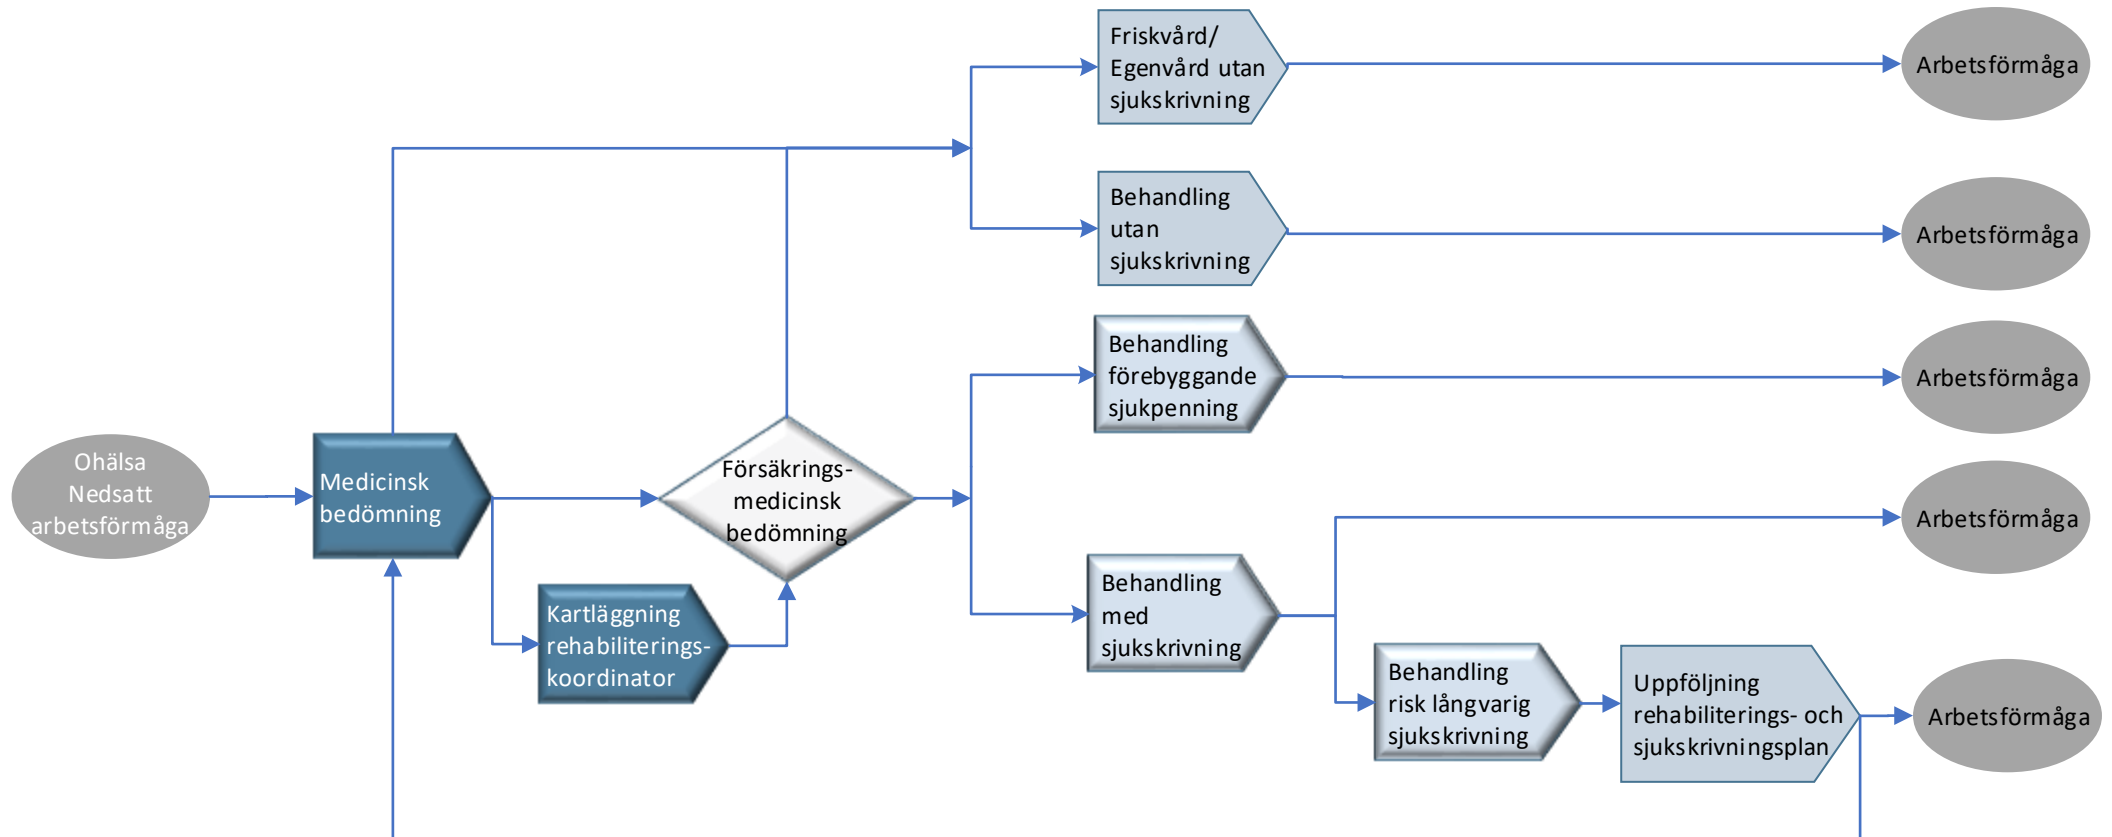 Friskvård/
Egenvård utan
sjukskrivning
Arbetsförmåga
Behandling
utan
sjukskrivning
Arbetsförmåga
Behandling
förebyggande
sjukpenning
Arbetsförmåga
Ohälsa
Nedsatt
arbetsförmåga
Medicinsk
bedömning
Försäkrings-
medicinsk
bedömning
Arbetsförmåga
Kartläggning
rehabiliterings-
koordinator
Behandling
med
sjukskrivning
Behandling
risk långvarig
sjukskrivning
Uppföljning
rehabiliterings- och
sjukskrivningsplan
Arbetsförmåga